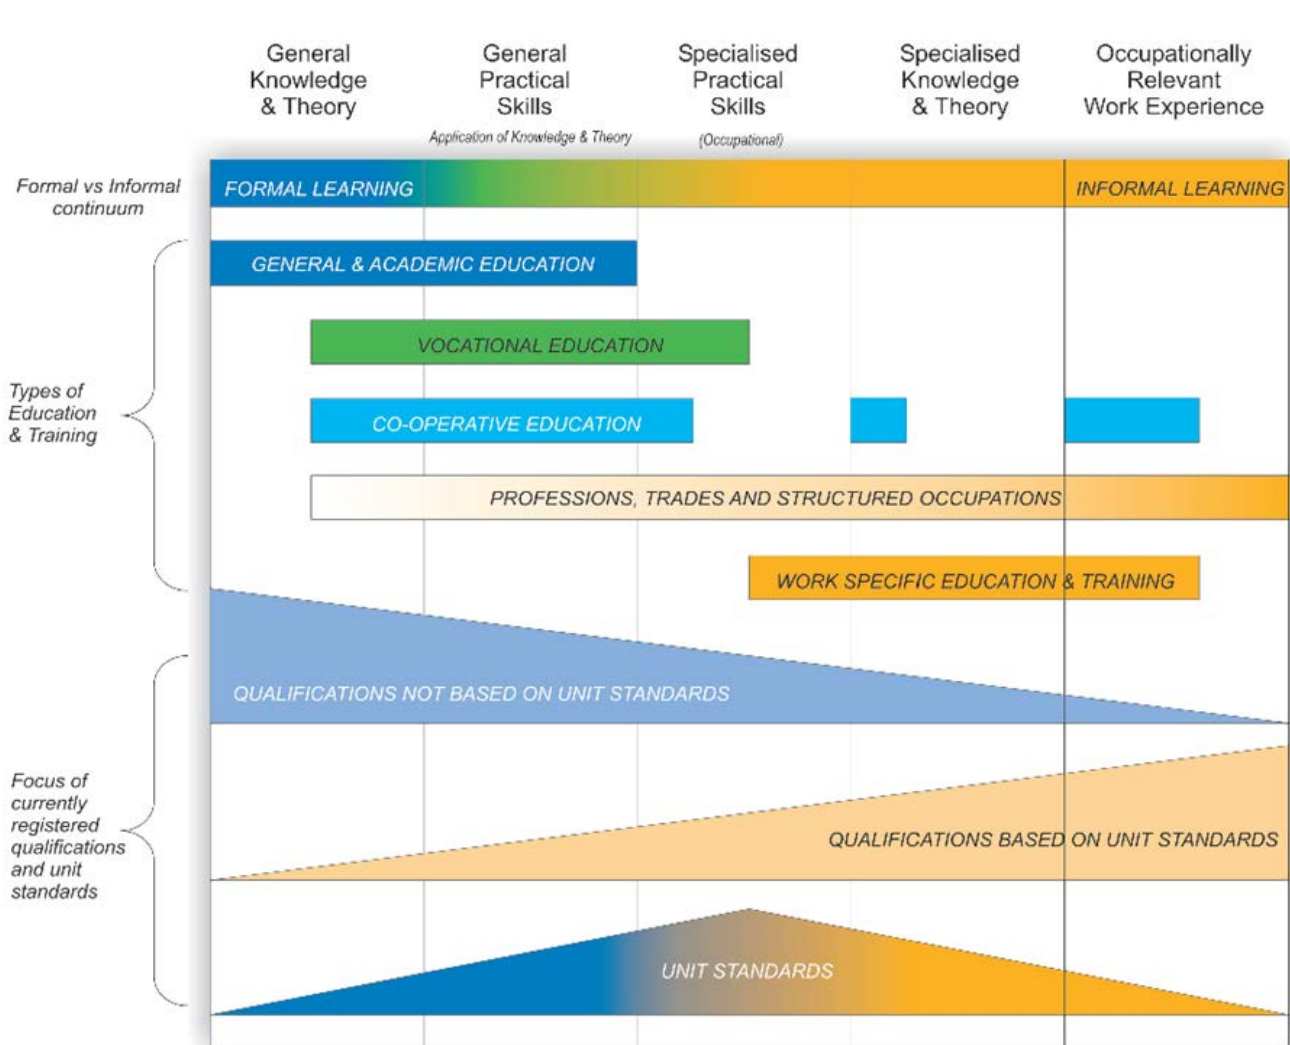 General
Knowledge
& Theory
General
Practical
Skills
Application of Knowledge & Theory
Specialised
Practical
Skills
(Occupational)
Specialised
Knowledge
& Theory
Occupationally
Relevant
Work Experience
Formal vs Informal
continuum
FORMAL LEARNING
INFORMAL LEARNING
Types of
Education
& Training
GENERAL & ACADEMIC EDUCATION
VOCATIONAL EDUCATION
CO-OPERATIVE EDUCATION
PROFESSIONS, TRADES AND STRUCTURED OCCUPATIONS
WORK SPECIFIC EDUCATION & TRAINING
Focus of
currently
registered
qualifications
and unit
standards
QUALIFICATIONS NOT BASED ON UNIT STANDARDS
QUALIFICATIONS BASED ON UNIT STANDARDS
UNIT STANDARDS